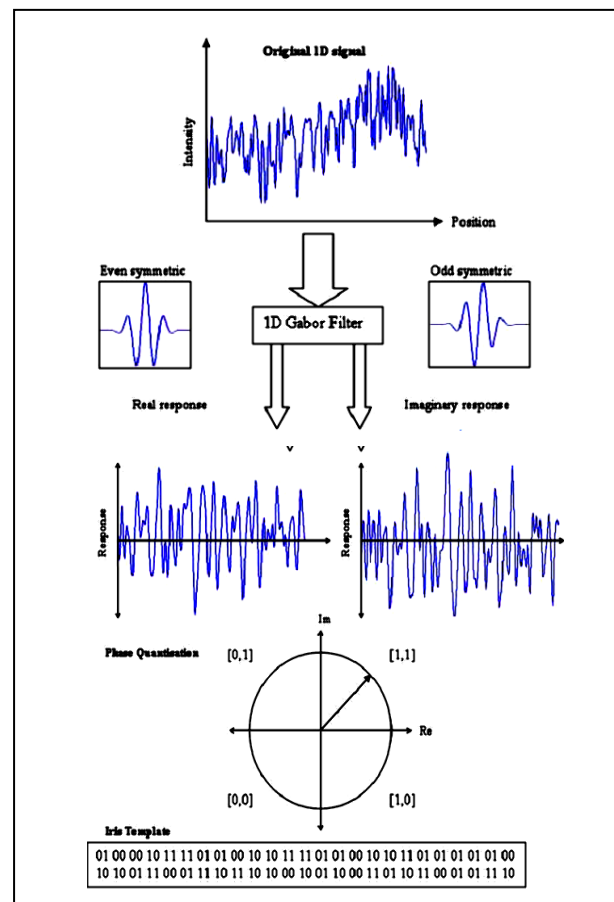 Original 1D signal
Intensity
Position
Even symmetric
Odd symmetric
1D Gabor Filter
Real response
Imaginary response
Response
Response
Im
Phase Quantisation
[0,1]
[1,1]
Re
[0,0]
[1,0]
Iris Template
01 00 00 10 11 11 01 01 00 10 10 11 11 01 01 00 10 10 11 01 01 01 01 01 00
10 10 01 11 00 01 11 10 11 10 10 00 10 01 10 00 11 01 10 11 00 01 11 10